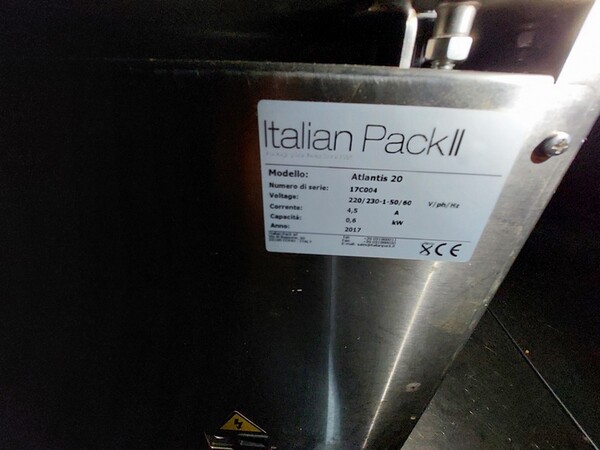 Italian Pack
Modello: Atlantis 20
Numero di serie: 17C004
Voltage: 220/230-1-50/60 V/ph/Hz
Corrente: 4,5 A
Capacità: 0,6 kW
Anno: 2017
CE